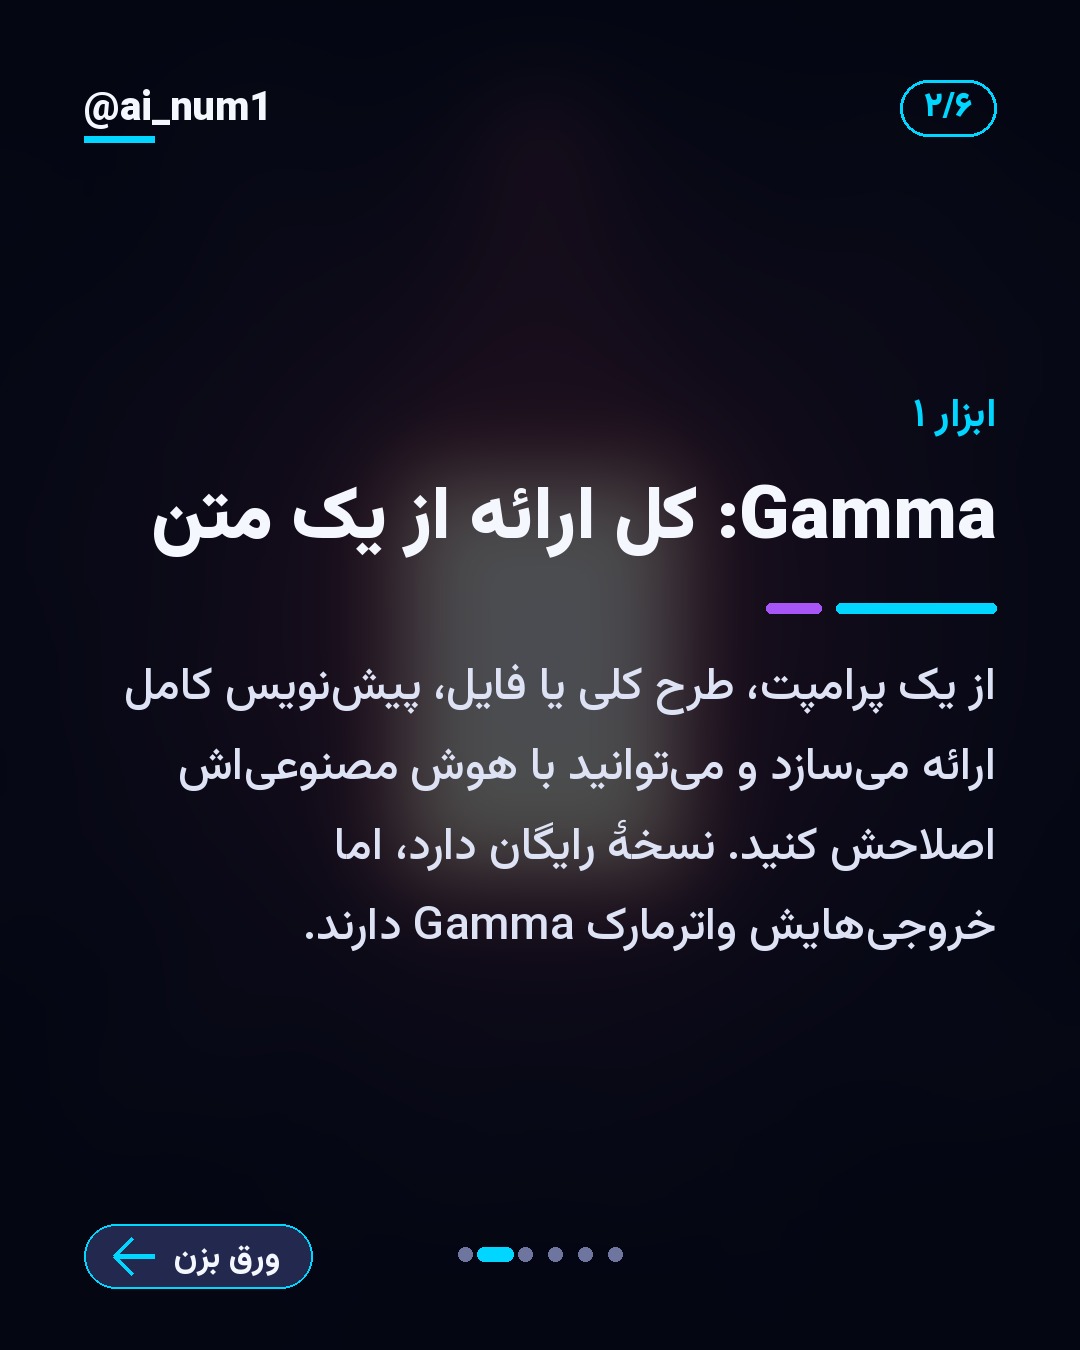 @ai_num1
۲/۶
ابزار ۱
Gamma: کل ارائه از یک متن
از یک پرامپت، طرح کلی یا فایل، پیش‌نویس کامل
ارائه می‌سازد و می‌توانید با هوش مصنوعی‌اش
اصلاحش کنید. نسخهٔ رایگان دارد، اما
خروجی‌هایش واترمارک Gamma دارند.
ورق بزن